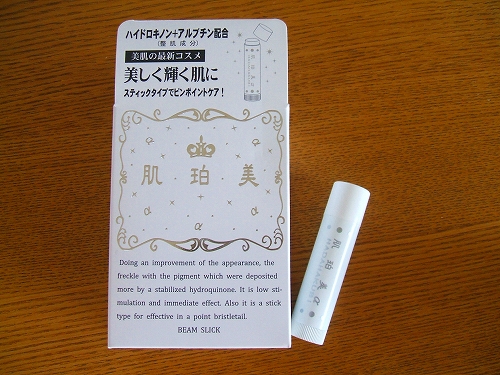 ハイドロキノン+アルブチン配合
(整肌成分)
美肌の最新コスメ
美しく輝く肌に
スティックタイプでピンポイントケア!
肌 珀 美
α α
α α
α
Doing an improvement of the appearance, the
freckle with the pigment which were deposited
more by a stabilized hydroquinone. It is low sti-
mulation and immediate effect. Also it is a stick
type for effective in a point bristletail.
BEAM SLICK
肌珀美α